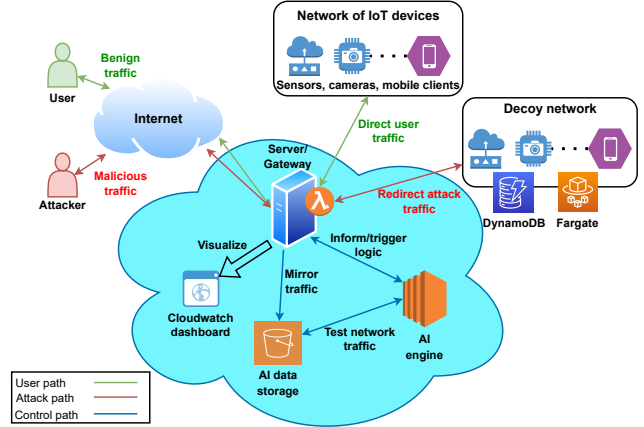 Network of IoT devices
Sensors, cameras, mobile clients
Benign
traffic
User
Internet
Direct user
traffic
Decoy network
Server/
Gateway
Malicious
traffic
Attacker
Redirect attack
traffic
λ
DynamoDB
Fargate
Visualize
Inform/trigger
logic
Mirror
traffic
Cloudwatch
dashboard
Test network
traffic
AI
engine
AI data
storage
User path
Attack path
Control path